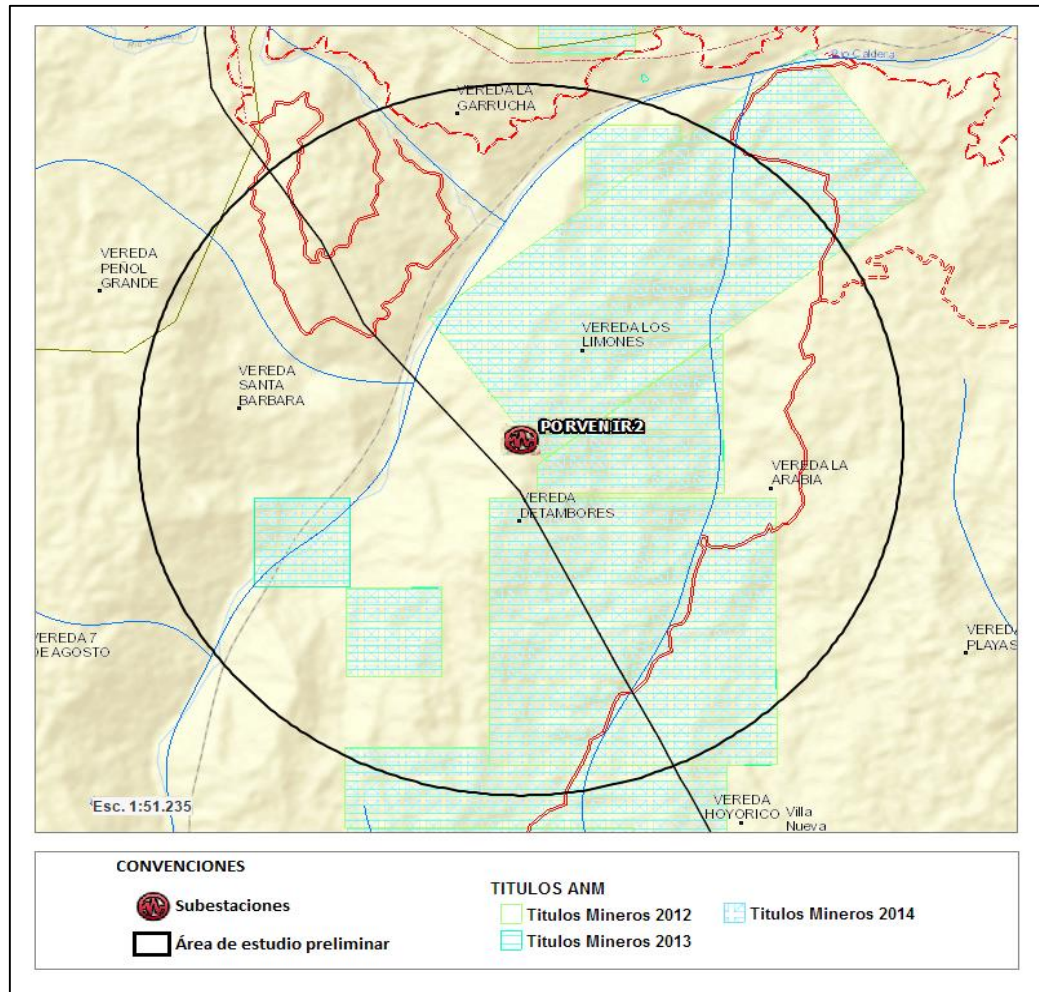 Rio Caldera
VEREDA LA
GARRUCHA
VEREDA
PEÑOL
GRANDE
VEREDA LOS
LIMONES
VEREDA
SANTA
BARBARA
PORVENIR2
VEREDA LA
ARABIA
VEREDA
DETAMBORES
VEREDA 7
DE AGOSTO
VEREDA
PLAYAS
Esc. 1:51.235
VEREDA
HOYORICO
Villa
Nueva
CONVENCIONES
Subestaciones
Área de estudio preliminar
TITULOS ANM
Titulos Mineros 2012
Titulos Mineros 2013
Titulos Mineros 2014